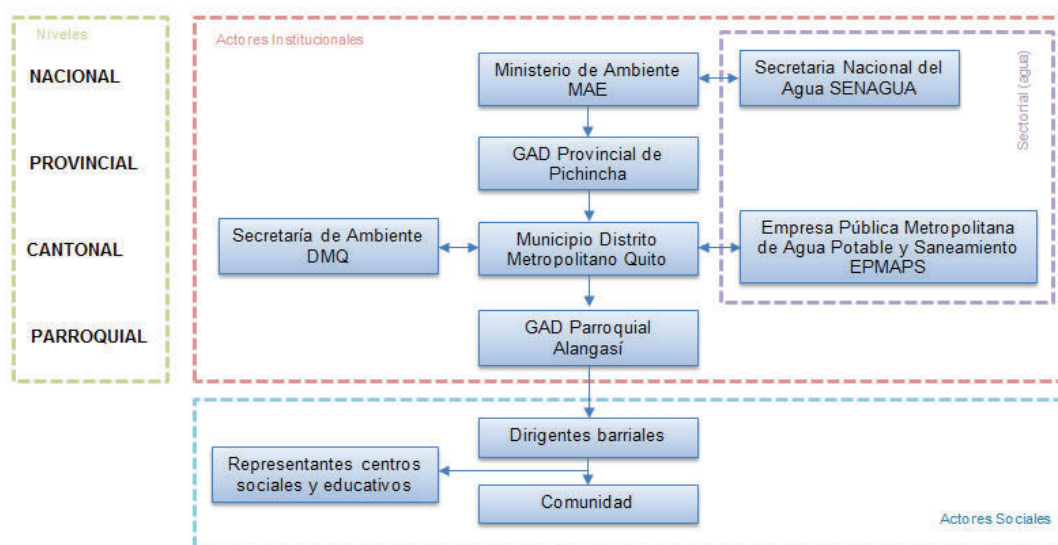 Niveles
Actores Institucionales
NACIONAL
Ministerio de Ambiente
MAE
Secretaria Nacional del
Agua SENAGUA
Sectorial (agua)
PROVINCIAL
GAD Provincial de
Pichincha
CANTONAL
Secretaría de Ambiente
DMQ
Municipio Distrito
Metropolitano Quito
Empresa Pública Metropolitana
de Agua Potable y Saneamiento
EPMAPS
PARROQUIAL
GAD Parroquial
Alangasí
Dirigentes barriales
Representantes centros
sociales y educativos
Comunidad
Actores Sociales